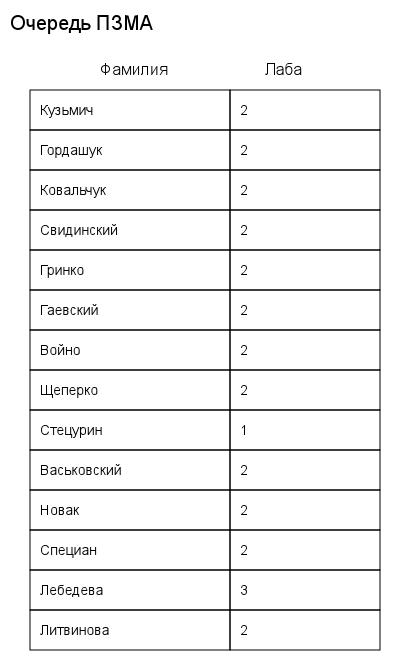 Очередь ПЗМА
Фамилия Лаба
Кузьмич 2
Гордашук 2
Ковальчук 2
Свидинский 2
Гринко 2
Гаевский 2
Войно 2
Щеперко 2
Стецурин 1
Васьковский 2
Новак 2
Специан 2
Лебедева 3
Литвинова 2